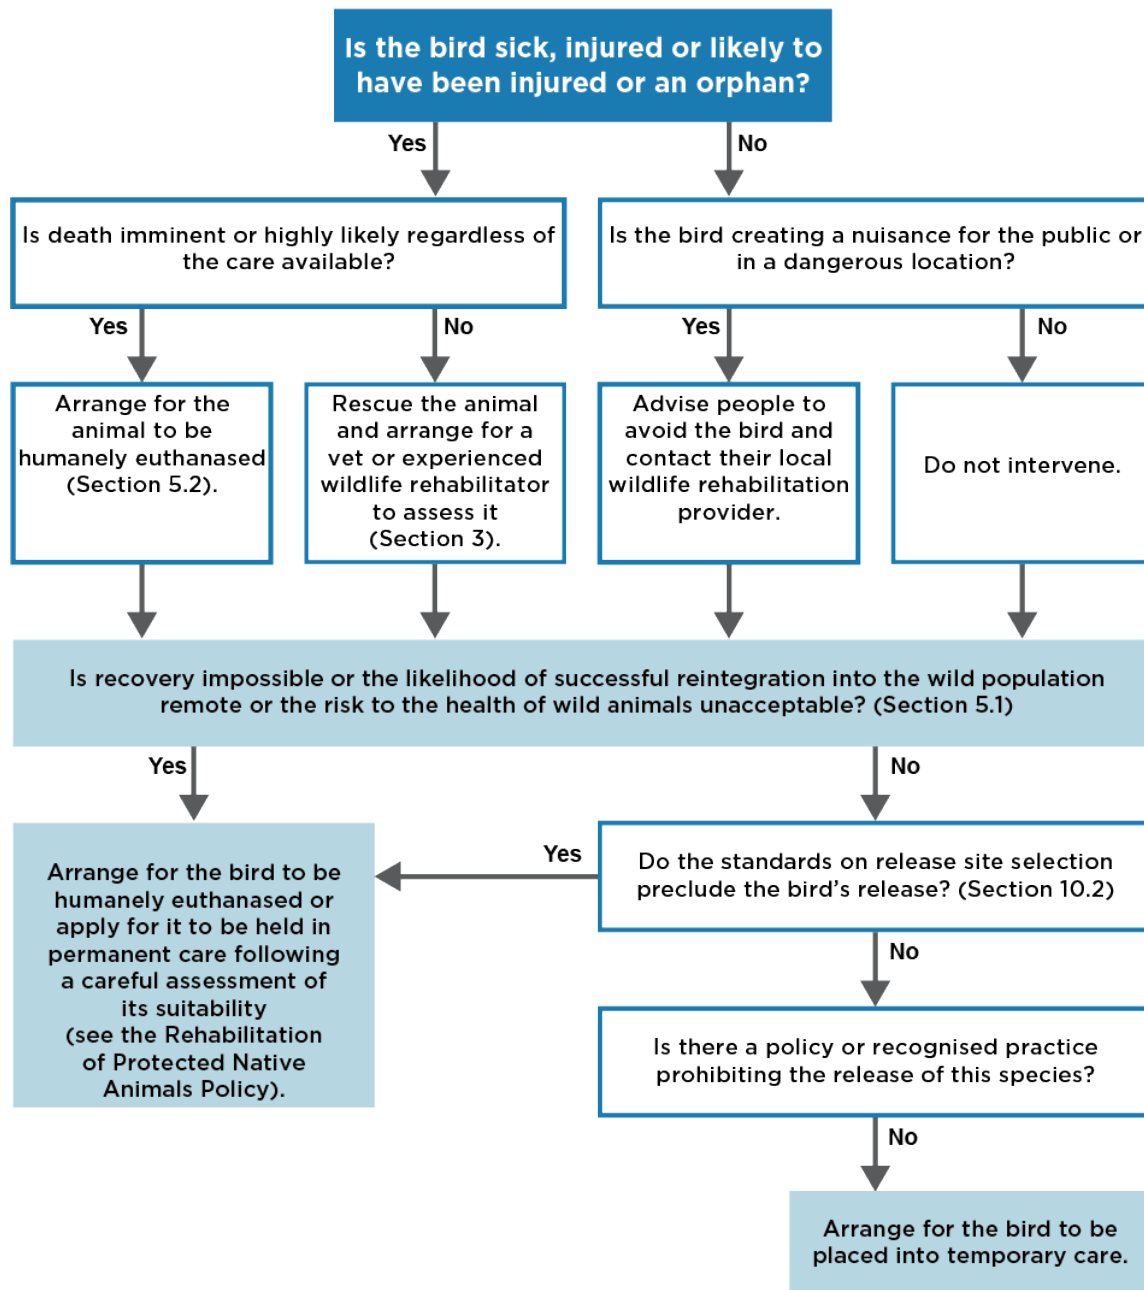 Is the bird sick, injured or likely to
have been injured or an orphan?
Yes
No
Is death imminent or highly likely regardless of
the care available?
Is the bird creating a nuisance for the public or
in a dangerous location?
Yes
No
Yes
No
Arrange for the
animal to be
humanely euthanased
(Section 5.2).
Rescue the animal
and arrange for a
vet or experienced
wildlife rehabilitator
to assess it
(Section 3).
Advise people to
avoid the bird and
contact their local
wildlife rehabilitation
provider.
Do not intervene.
Is recovery impossible or the likelihood of successful reintegration into the wild population
remote or the risk to the health of wild animals unacceptable? (Section 5.1)
Yes
No
Arrange for the bird to be
humanely euthanased or
apply for it to be held in
permanent care following
a careful assessment of
its suitability
(see the Rehabilitation
of Protected Native
Animals Policy).
Yes
Do the standards on release site selection
preclude the bird’s release? (Section 10.2)
No
Is there a policy or recognised practice
prohibiting the release of this species?
No
Arrange for the bird to be
placed into temporary care.